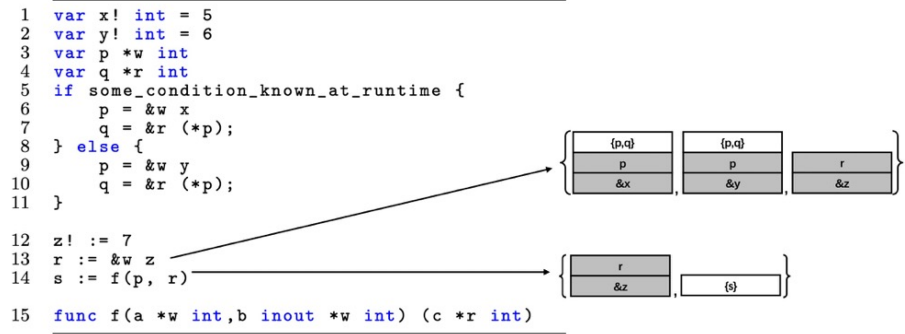 1 var x! int = 5
2 var y! int = 6
3 var p *w int
4 var q *r int
5 if some_condition_known_at_runtime {
6 p = &w x
7 q = &r (*p);
8 } else {
9 p = &w y
10 q = &r (*p);
11 }
12 z! := 7
13 r := &w z
14 s := f(p, r)
15 func f(a *w int,b inout *w int) (c *r int)
{ {p,q} {p,q}
p p r
&x , &y , &z }
{ r
&z , {s} }